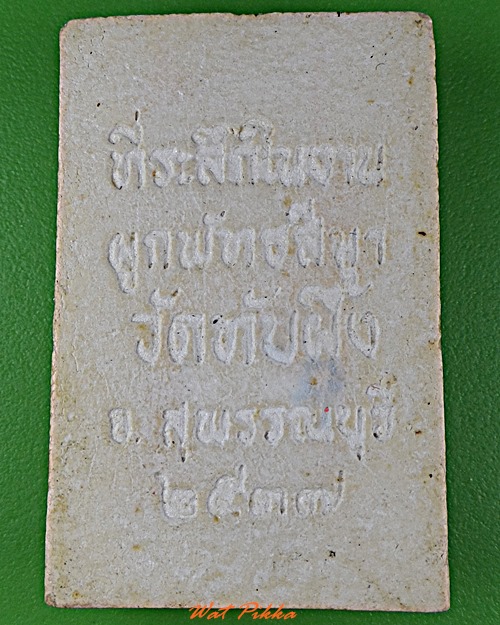 ที่ระลึกในงาน
ผูกพัทธสีมา
วัดทับผึ้ง
จ. สุพรรณบุรี
๒๕๓๗
Wat Pikka